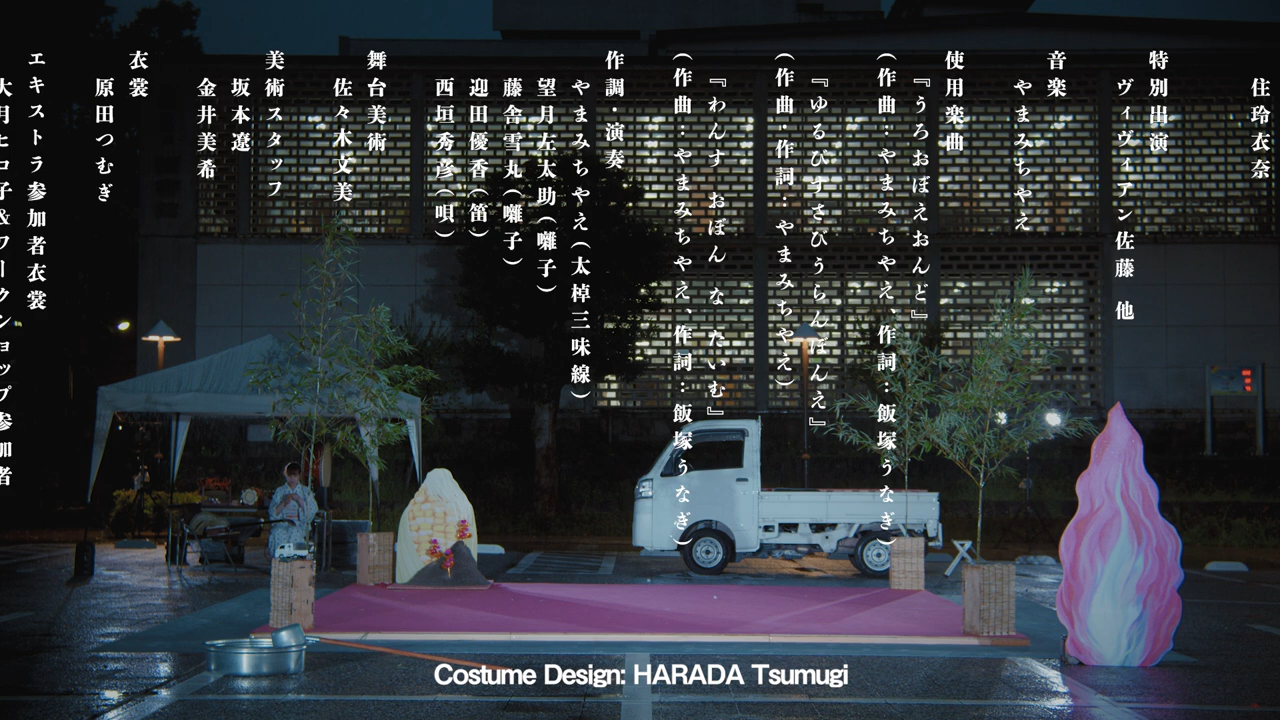 住玲衣奈
特別出演
ヴィヴィアン佐藤 他
音楽
やまみちやえ
使用楽曲
『うろおぼえおんど』
(作曲:やまみちやえ、作詞:飯塚うなぎ)
『ゆるびすさびうらんぼんえ』
(作曲・作詞:やまみちやえ)
『わんす おぼん な たいむ』
(作曲:やまみちやえ、作詞:飯塚うなぎ)
作調・演奏
やまみちやえ(太棹三味線)
望月左太助(囃子)
藤舎雪丸(囃子)
迎田優香(笛)
西垣秀彦(唄)
舞台美術
佐々木文美
美術スタッフ
坂本遼
金井美希
衣裳
原田つむぎ
エキストラ参加者衣裳
大月ヒロ子&ワークショップ参加者
Costume Design: HARADA Tsumugi